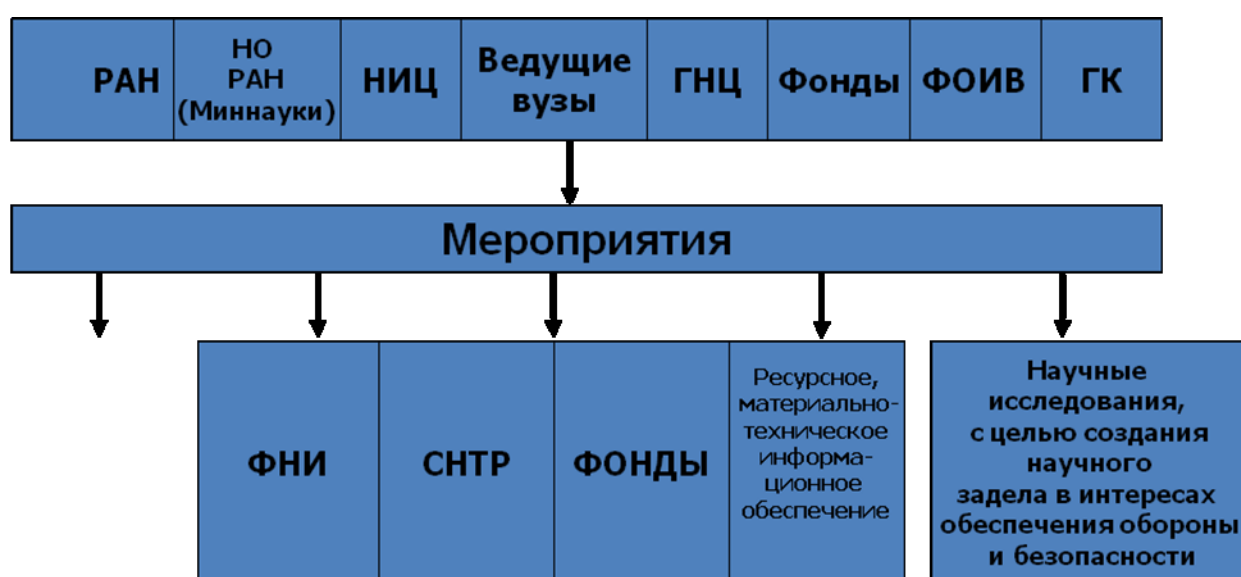 РАН
НО
РАН
(Миннауки)
НИЦ
Ведущие
вузы
ГНЦ
Фонды
ФОИВ
ГК
Мероприятия
ФНИ
СНТР
ФОНДЫ
Ресурсное,
материально-
техническое
информа-
ционное
обеспечение
Научные
исследования,
с целью создания
научного
задела в интересах
обеспечения обороны
и безопасности